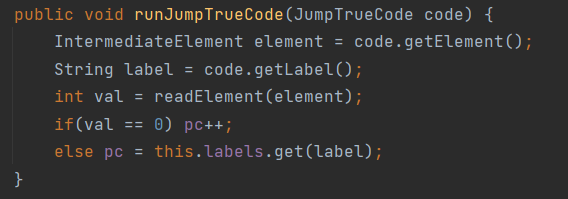 public void runJumpTrueCode(JumpTrueCode code) {
    IntermediateElement element = code.getElement();
    String label = code.getLabel();
    int val = readElement(element);
    if(val == 0) pc++;
    else pc = this.labels.get(label);
}